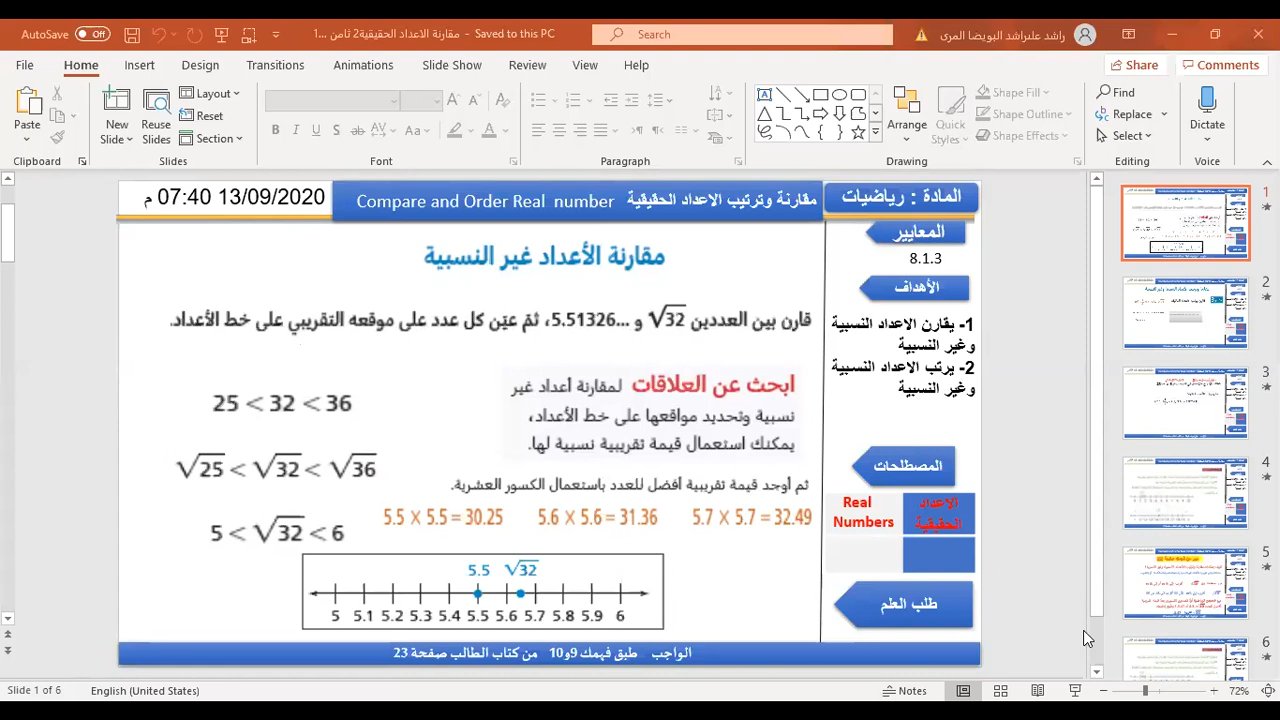 AutoSave Off
مقارنة الاعداد الحقيقية2 ثامن ...1 - Saved to this PC
Search
راشد علىراشد البويضا المرى
File Home Insert Design Transitions Animations Slide Show Review View Help Share Comments
Paste New Slide Reuse Slides Layout Reset Section
B I U S ab AV Aa A
Arrange Quick Styles Shape Fill Shape Outline Shape Effects
Find Replace Select Dictate
Clipboard Slides Font Paragraph Drawing Editing Voice
المادة : رياضيات
مقارنة وترتيب الاعداد الحقيقية Compare and Order Real number
07:40 13/09/2020 م
المعايير
8.1.3
الأهداف
1- يقارن الاعداد النسبية
وغير النسبية
2- يرتب الاعداد النسبية
وغير النسبية
المصطلحات
الاعداد الحقيقية
Real Numbers
طلب العلم
مقارنة الأعداد غير النسبية
قارن بين العددين √32 و ...5.51326، ثم عيّن كل عدد على موقعه التقريبي على خط الأعداد.
ابحث عن العلاقات لمقارنة أعداد غير
نسبية وتحديد مواقعها على خط الأعداد،
يمكنك استعمال قيمة تقريبية نسبية لها.
25 < 32 < 36
√25 < √32 < √36
5 < √32 < 6
ثم أوجد قيمة تقريبية أفضل للعدد باستعمال الكسور العشرية.
5.5 × 5.5 = 30.25 5.6 × 5.6 = 31.36 5.7 × 5.7 = 32.49
5.5 √32
5.1 5.2 5.3 5.4 5.5 5.6 5.7 5.8 5.9 6
الواجب طبق فهمك 9و10 من كتاب الطالب صفحة 23
1
2
3
4
5
6
Slide 1 of 6 English (United States) Notes 72%